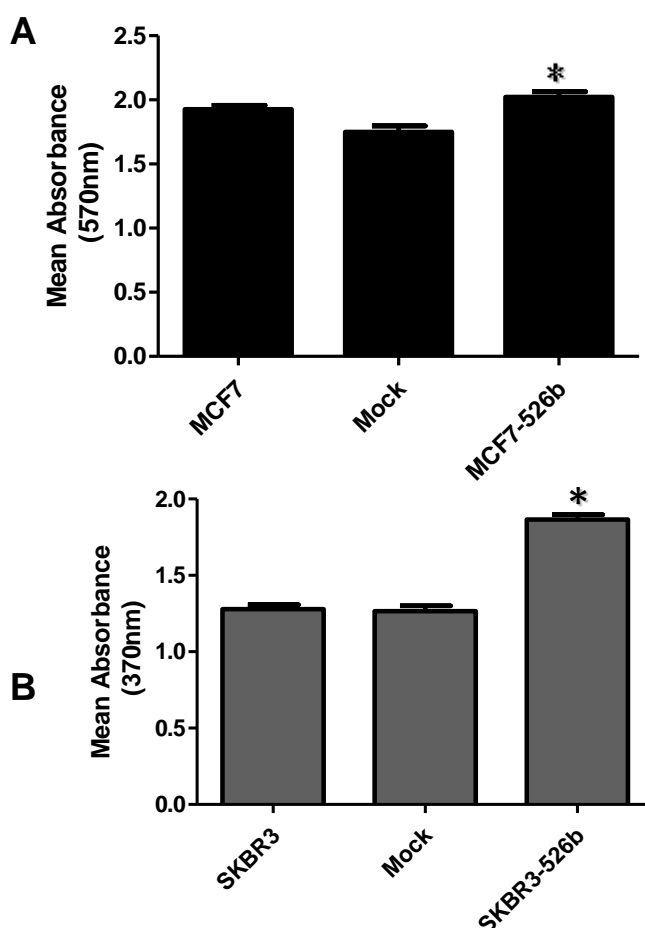 A
Mean Absorbance
(570nm)
2.5
2.0
1.5
1.0
0.5
0.0
*
MCF7
Mock
MCF7-526b
B
Mean Absorbance
(370nm)
2.0
1.5
1.0
0.5
0.0
*
SKBR3
Mock
SKBR3-526b